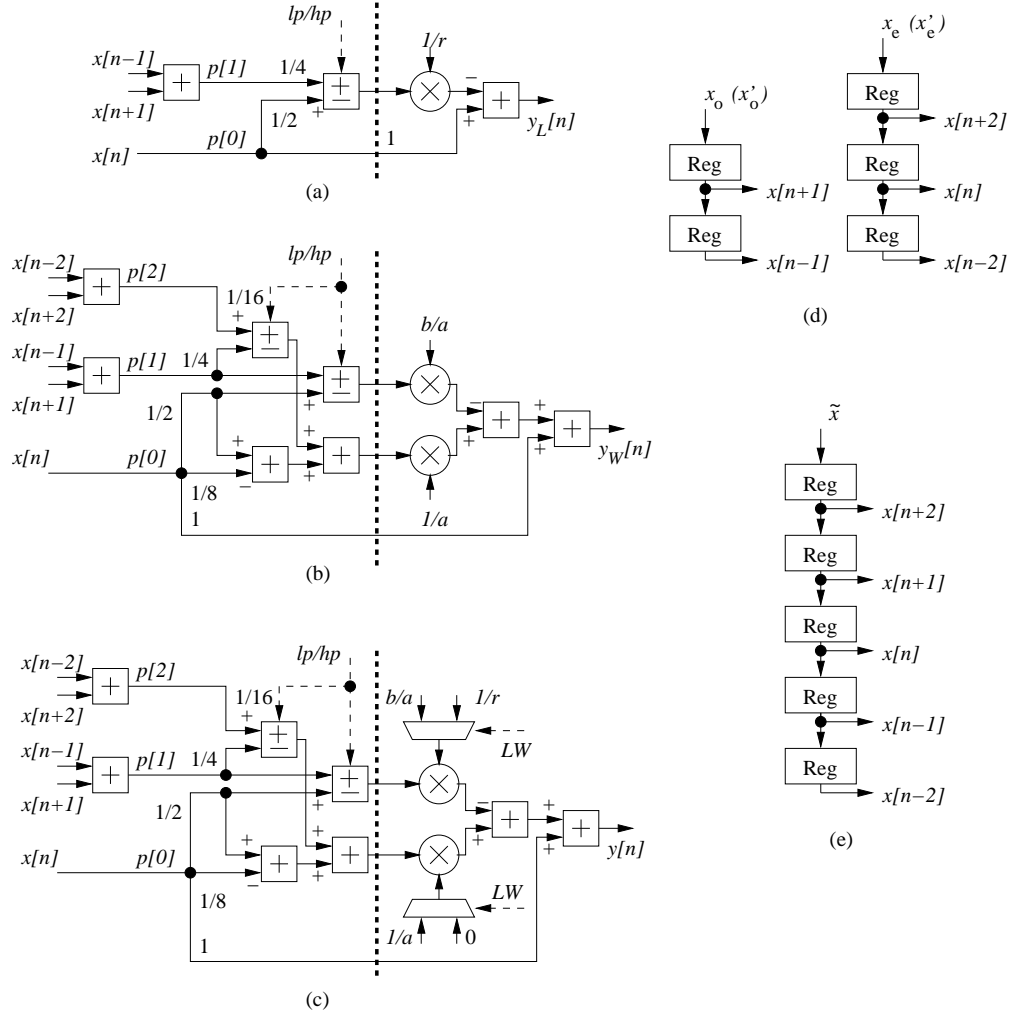 lp/hp
1/r
x[n−1]
p[1]
1/4
+
±
−
×
−
+
x[n+1]
+
+
y_L[n]
1/2
x[n]
p[0]
1
(a)
lp/hp
x[n−2]
p[2]
+
1/16
+
±
−
b/a
x[n+2]
x[n−1]
p[1]
1/4
+
±
−
×
x[n+1]
1/2
+
−
+
+
+
+
y_W[n]
+
+
x[n]
p[0]
+
+
−
+
+
×
1/8
1
1/a
(b)
lp/hp
x[n−2]
p[2]
+
1/16
+
±
−
b/a
1/r
LW
x[n+2]
x[n−1]
p[1]
1/4
+
±
−
×
x[n+1]
1/2
+
−
+
+
+
+
y[n]
+
+
x[n]
p[0]
+
+
−
+
+
×
1/8
LW
1
1/a
0
(c)
x_e (x'_e)
x_o (x'_o)
Reg
x[n+2]
Reg
Reg
x[n+1]
x[n]
Reg
Reg
x[n−1]
x[n−2]
(d)
x̃
Reg
x[n+2]
Reg
x[n+1]
Reg
x[n]
Reg
x[n−1]
Reg
x[n−2]
(e)